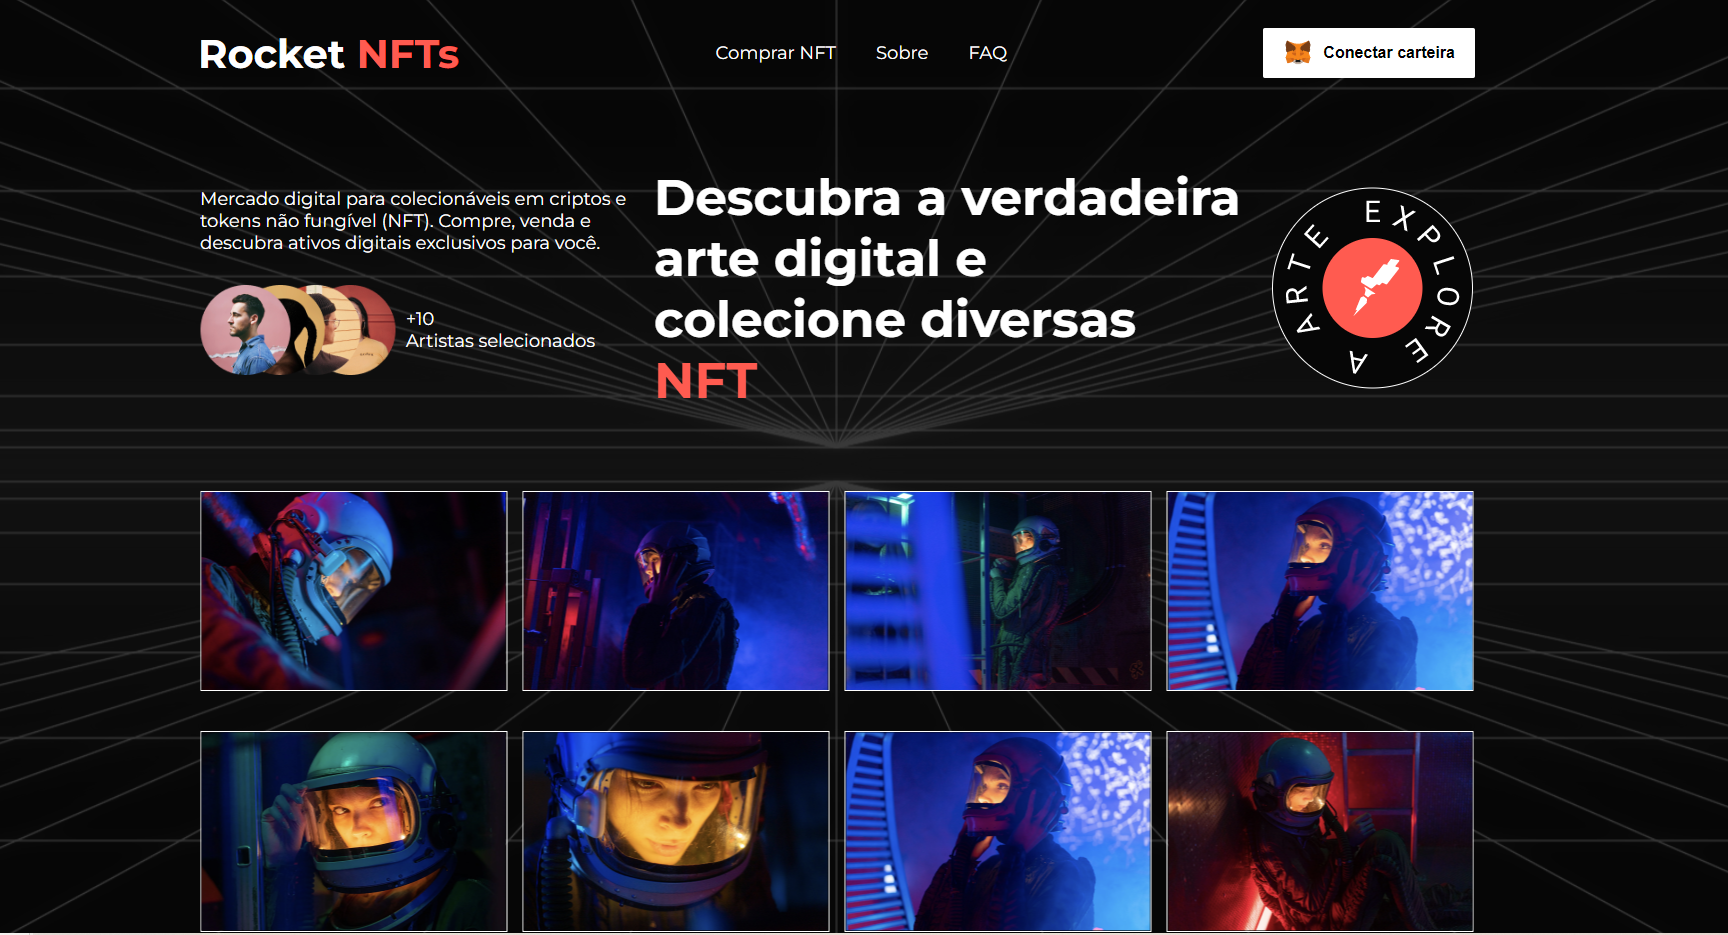 Rocket NFTs
Comprar NFT
Sobre
FAQ
Conectar carteira
Mercado digital para colecionáveis em criptos e
tokens não fungível (NFT). Compre, venda e
descubra ativos digitais exclusivos para você.
+10
Artistas selecionados
Descubra a verdadeira
arte digital e
colecione diversas
NFT
EXPLORE A ARTE